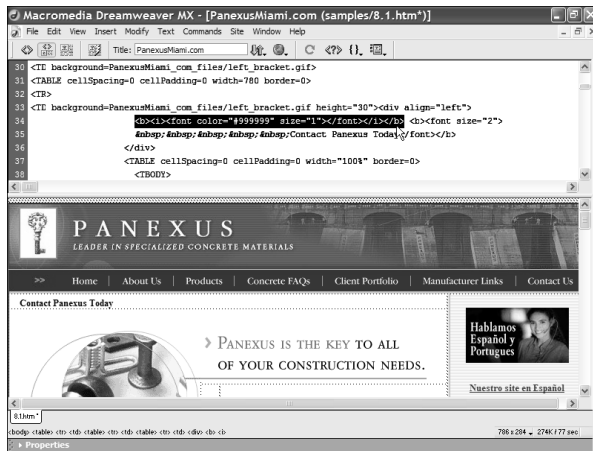 Macromedia Dreamweaver MX - [PanexusMiami.com (samples/8.1.htm*)]
File Edit View Insert Modify Text Commands Site Window Help
Title: PanexusMiami.com
30 <TD background=PanexusMiami_com_files/left_bracket.gif>
31 <TABLE cellSpacing=0 cellPadding=0 width=780 border=0>
32 <TR>
33 <TD background=PanexusMiami_com_files/left_bracket.gif height="30"><div align="left">
34 <b><i><font color="#999999" size="1"></font></i></b> <b><font size="2">
35 &nbsp;&nbsp;&nbsp;&nbsp;Contact Panexus Today</font></b>
36 </div>
37 <TABLE cellSpacing=0 cellPadding=0 width="100%" border=0>
38 <TBODY>
PANEXUS
LEADER IN SPECIALIZED CONCRETE MATERIALS
>> Home | About Us | Products | Concrete FAQs | Client Portfolio | Manufacturer Links | Contact Us
Contact Panexus Today
PANEXUS IS THE KEY TO ALL
OF YOUR CONSTRUCTION NEEDS.
Hablamos
Español y
Portugues
Nuestro site en Español
8.1.htm*
<body> <table> <tr> <td> <table> <tr> <td> <table> <tr> <td> <div> <b> <b>
786 x 284 274K / 77 sec
Properties